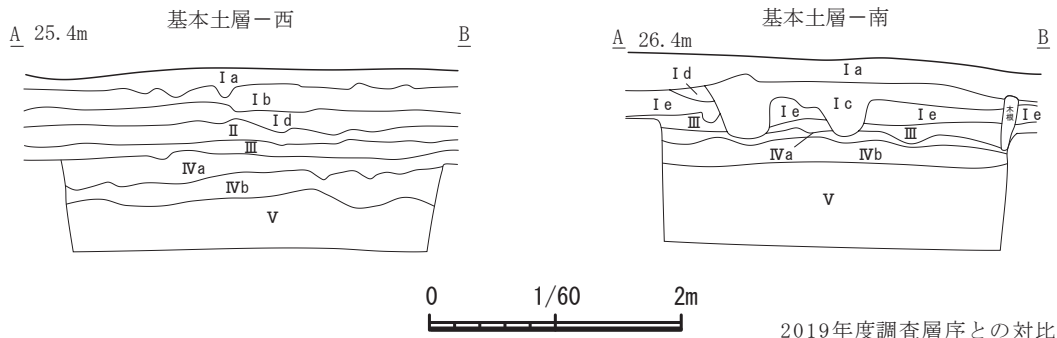 基本土層－西
A 25.4m B
Ⅰa
Ⅰb
Ⅰd
Ⅱ
Ⅲ
Ⅳa
Ⅳb
Ⅴ
基本土層－南
A 26.4m B
Ⅰa
Ⅰd
Ⅰe Ⅰe Ⅰc Ⅰe Ⅰe
木根
Ⅲ Ⅲ
Ⅳa Ⅳb
Ⅴ
0 1/60 2m
2019年度調査層序との対比